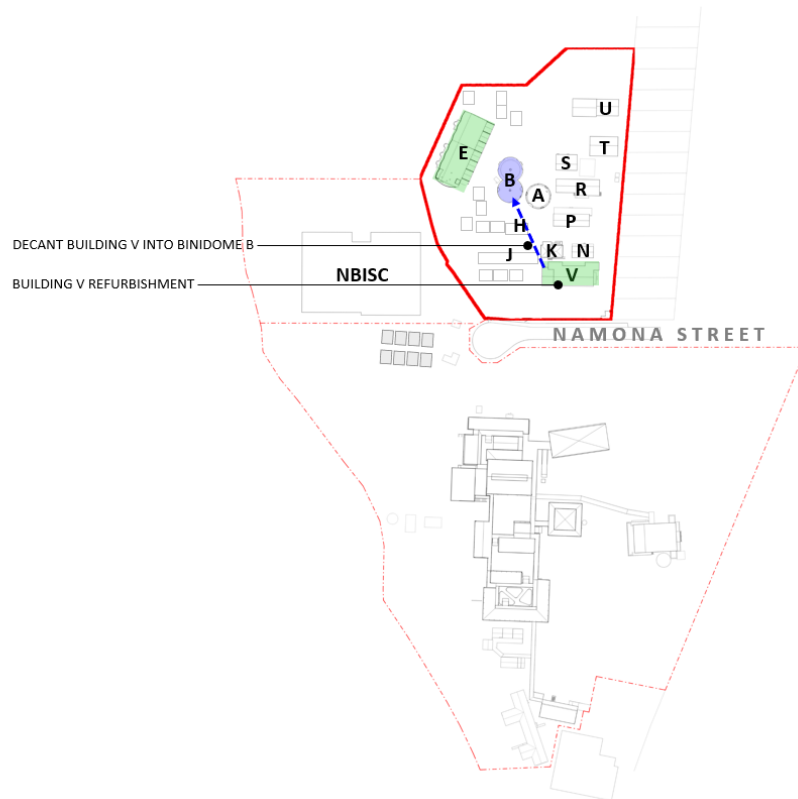 U
T
E
S
B
A
R
P
H
DECANT BUILDING V INTO BINIDOME B
J
K
N
NBISC
V
BUILDING V REFURBISHMENT
NAMONA STREET